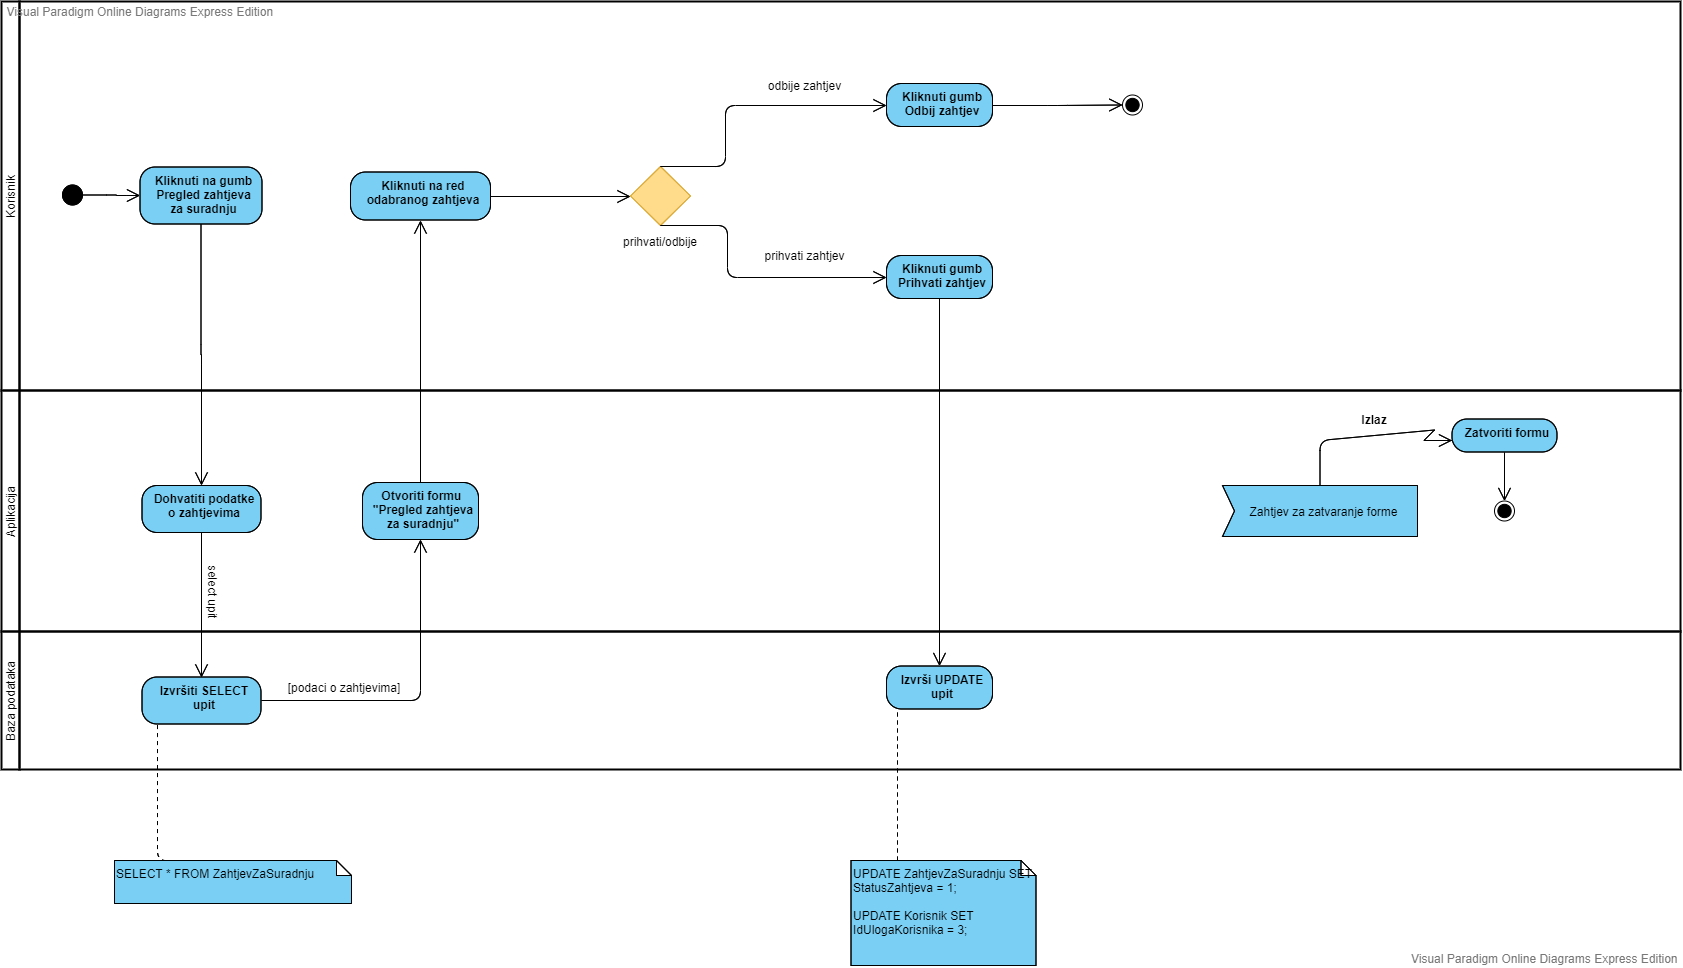 Visual Paradigm Online Diagrams Express Edition
Korisnik
Kliknuti na gumb
Pregled zahtjeva
za suradnju
Kliknuti na red
odabranog zahtjeva
prihvati/odbije
odbije zahtjev
Kliknuti gumb
Odbij zahtjev
prihvati zahtjev
Kliknuti gumb
Prihvati zahtjev
Aplikacija
Dohvatiti podatke
o zahtjevima
select upit
Otvoriti formu
"Pregled zahtjeva
za suradnju"
Izlaz
Zahtjev za zatvaranje forme
Zatvoriti formu
Baza podataka
Izvršiti SELECT
upit
[podaci o zahtjevima]
Izvrši UPDATE
upit
SELECT * FROM ZahtjevZaSuradnju
UPDATE ZahtjevZaSuradnju SET
StatusZahtjeva = 1;
UPDATE Korisnik SET
IdUlogaKorisnika = 3;
Visual Paradigm Online Diagrams Express Edition